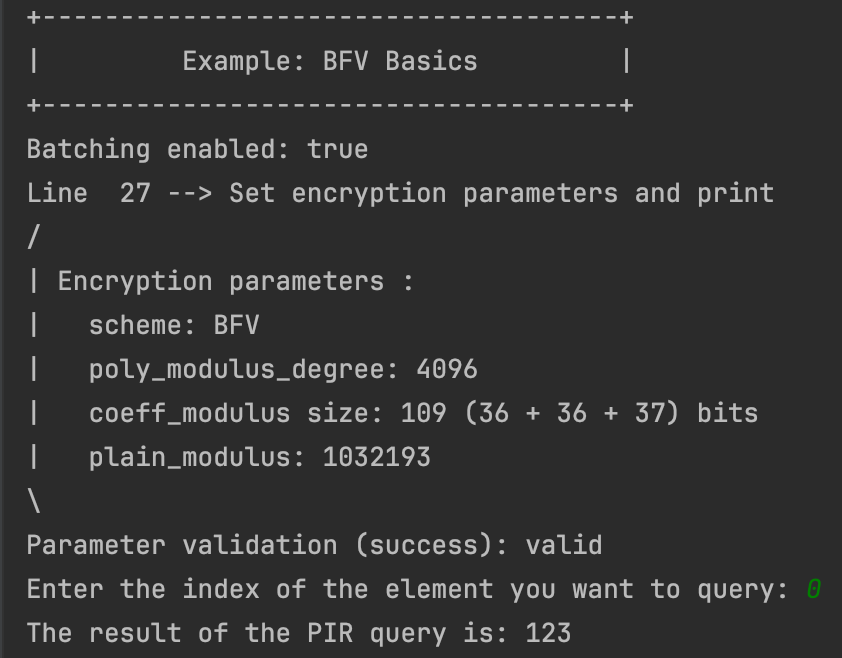 +-------------------------------------+
|         Example: BFV Basics         |
+-------------------------------------+
Batching enabled: true
Line  27 --> Set encryption parameters and print
/
| Encryption parameters :
|   scheme: BFV
|   poly_modulus_degree: 4096
|   coeff_modulus size: 109 (36 + 36 + 37) bits
|   plain_modulus: 1032193
\
Parameter validation (success): valid
Enter the index of the element you want to query: 0
The result of the PIR query is: 123